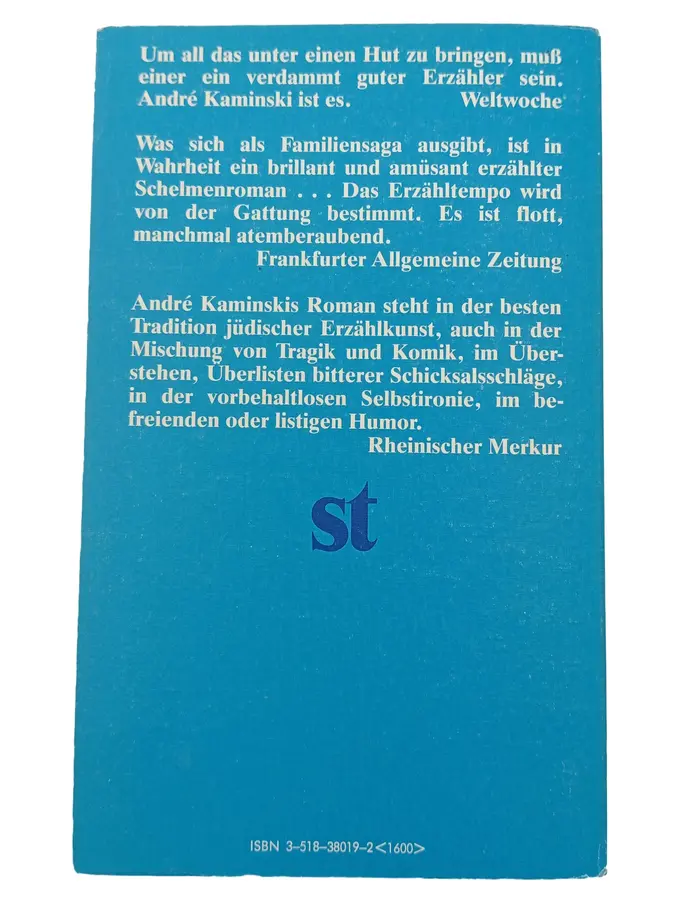 Um all das unter einen Hut zu bringen, muß
einer ein verdammt guter Erzähler sein.
André Kaminski ist es. Weltwoche
Was sich als Familiensaga ausgibt, ist in
Wahrheit ein brillant und amüsant erzählter
Schelmenroman . . . Das Erzähltempo wird
von der Gattung bestimmt. Es ist flott,
manchmal atemberaubend.
Frankfurter Allgemeine Zeitung
André Kaminskis Roman steht in der besten
Tradition jüdischer Erzählkunst, auch in der
Mischung von Tragik und Komik, im Über-
stehen, Überlisten bitterer Schicksalsschläge,
in der vorbehaltlosen Selbstironie, im be-
freienden oder listigen Humor.
Rheinischer Merkur
st
ISBN 3–518–38019–2<1600>